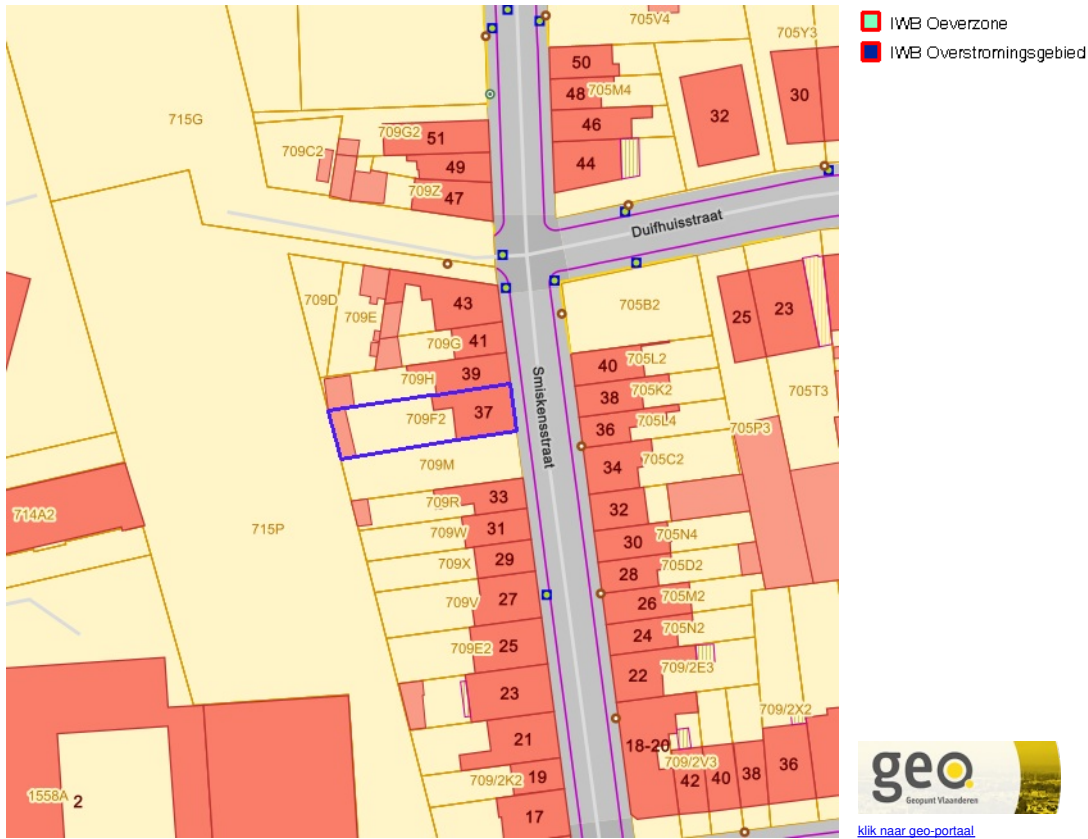 IWB Oeverzone
IWB Overstromingsgebied
715G
709C2
709G2
51
49
709Z
47
705V4
50
48
705M4
46
44
32
705Y3
30
Duifhuisstraat
709D
709E
43
709G
41
709H
39
709F2
37
709M
Smiskensstraat
705B2
25
23
40
705L2
38
705K2
36
705L4
705P3
705T3
34
705C2
714A2
715P
709R
33
709W
31
709X
29
709V
27
709E2
25
23
21
709/2K2
19
17
32
30
705N4
28
705D2
26
705M2
24
705N2
22
709/2E3
709/2X2
18-20
709/2V3
42
40
38
36
1558A
2
geo
Geopunt Vlaanderen
klik naar geo-portaal